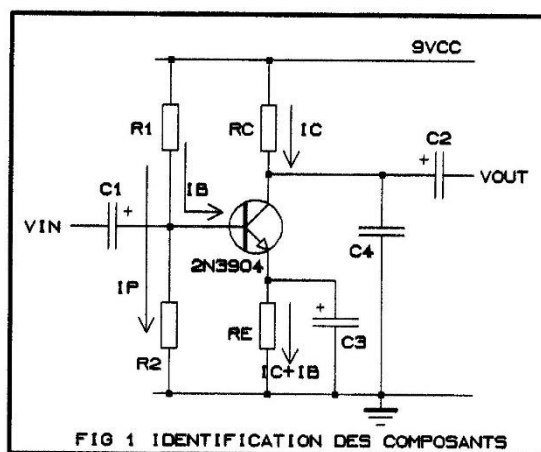 9VCC
R1
RC
IC
C2
+
C1
+
IB
VOUT
VIN
C4
2N3904
IP
+
R2
RE
C3
IC+IB
FIG 1 IDENTIFICATION DES COMPOSANTS